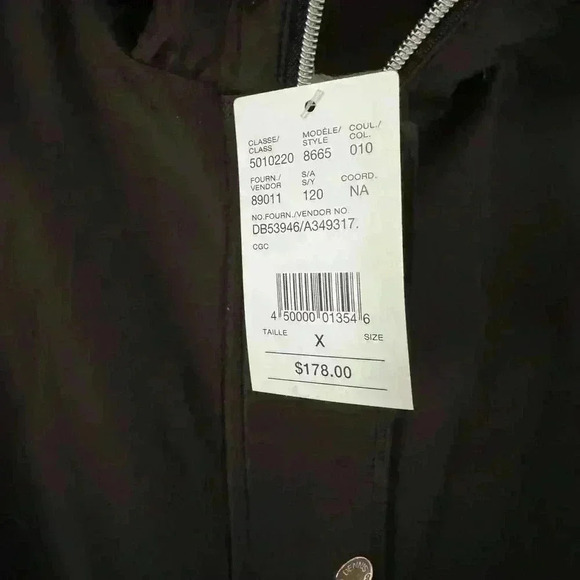 CLASSE/ MODÈLE/ COUL./
CLASS STYLE COL.
5010220 8665 010
FOURN./ S/A COORD.
VENDOR S/Y
89011 120 NA
NO.FOURN./VENDOR NO.
DB53946/A349317.
CGC
4 50000 01354 6
TAILLE X SIZE
$178.00
DENNIS